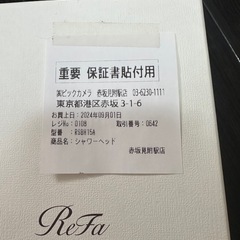 重要 保証書貼付用
㈱ビックカメラ 赤坂見附駅店 03-6230-1111
東京都港区赤坂 3-1-6
お買上日：2024年09月01日
レジNo：0108 取引番号：0642
型番：RSBH15A
商品名：シャワーヘッド
赤坂見附駅店
ReFa